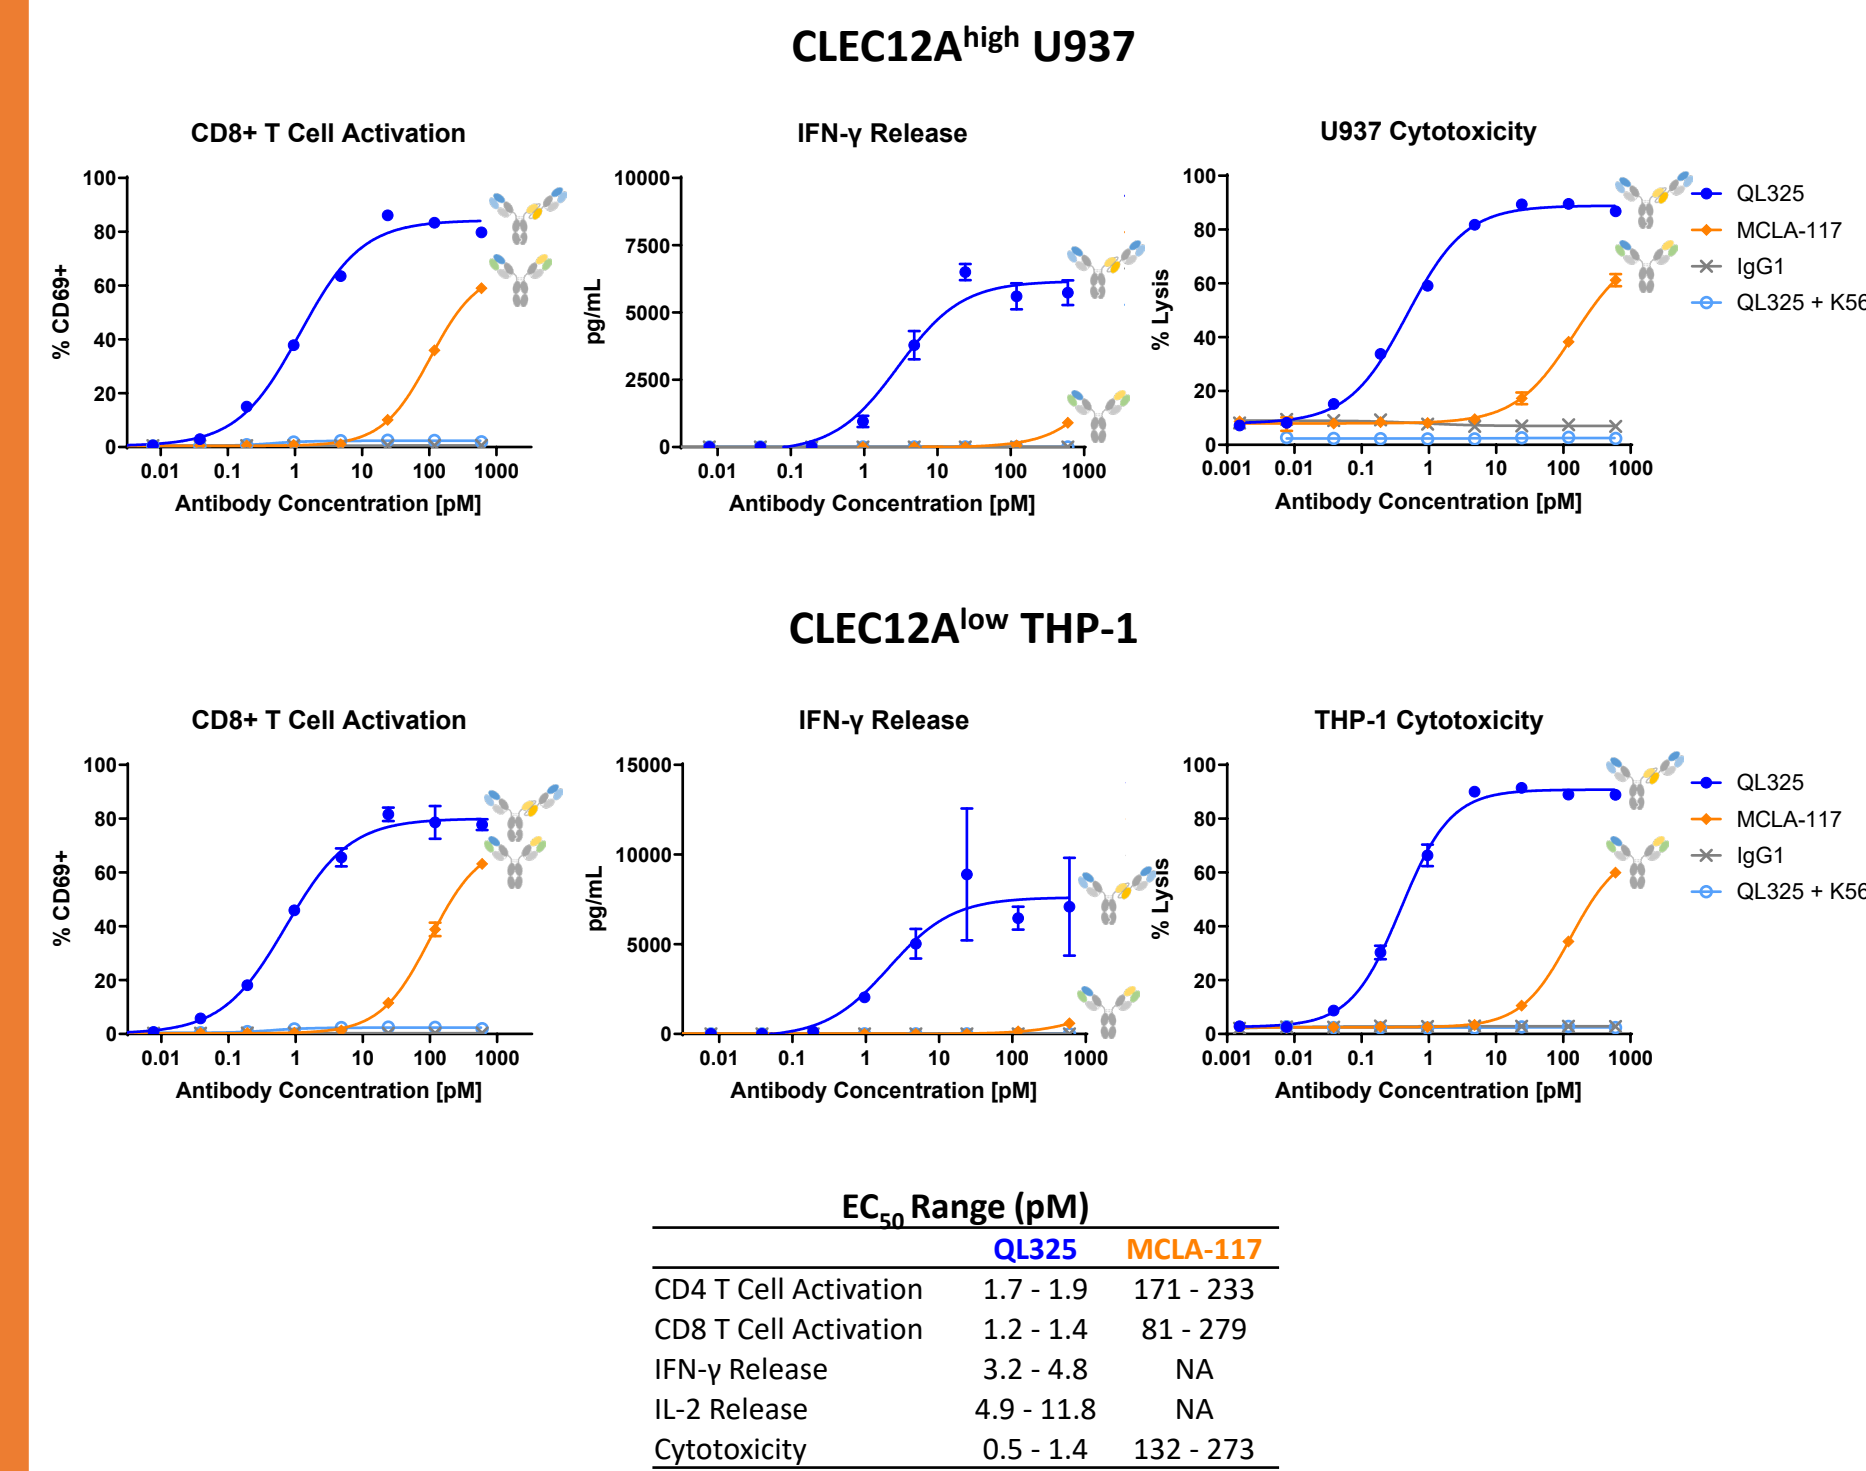 CLEC12Ahigh U937
CD8+ T Cell Activation
% CD69+
100
80
60
40
20
0
0.01 0.1 1 10 100 1000
Antibody Concentration [pM]
IFN-γ Release
pg/mL
10000
7500
5000
2500
0
0.01 0.1 1 10 100 1000
Antibody Concentration [pM]
U937 Cytotoxicity
% Lysis
100
80
60
40
20
0
0.001 0.01 0.1 1 10 100 1000
Antibody Concentration [pM]
QL325
MCLA-117
IgG1
QL325 + K56
CLEC12Alow THP-1
CD8+ T Cell Activation
% CD69+
100
80
60
40
20
0
0.01 0.1 1 10 100 1000
Antibody Concentration [pM]
IFN-γ Release
pg/mL
15000
10000
5000
0
0.01 0.1 1 10 100 1000
Antibody Concentration [pM]
THP-1 Cytotoxicity
% Lysis
100
80
60
40
20
0
0.001 0.01 0.1 1 10 100 1000
Antibody Concentration [pM]
QL325
MCLA-117
IgG1
QL325 + K56
EC50 Range (pM)
QL325 MCLA-117
CD4 T Cell Activation 1.7 - 1.9 171 - 233
CD8 T Cell Activation 1.2 - 1.4 81 - 279
IFN-γ Release 3.2 - 4.8 NA
IL-2 Release 4.9 - 11.8 NA
Cytotoxicity 0.5 - 1.4 132 - 273